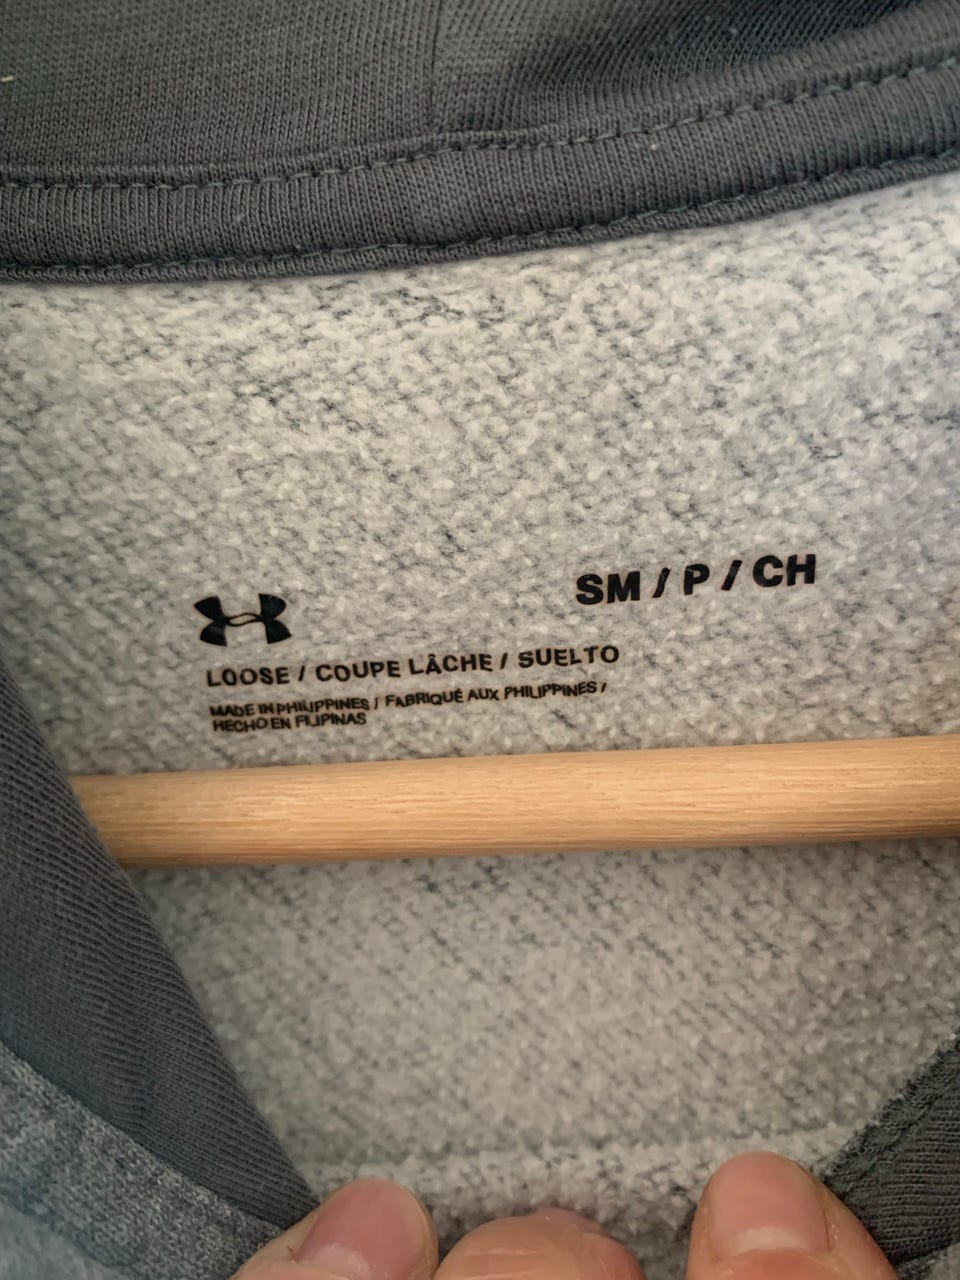 SM / P / CH
LOOSE / COUPE LÂCHE / SUELTO
MADE IN PHILIPPINES / FABRIQUÉ AUX PHILIPPINES /
HECHO EN FILIPINAS